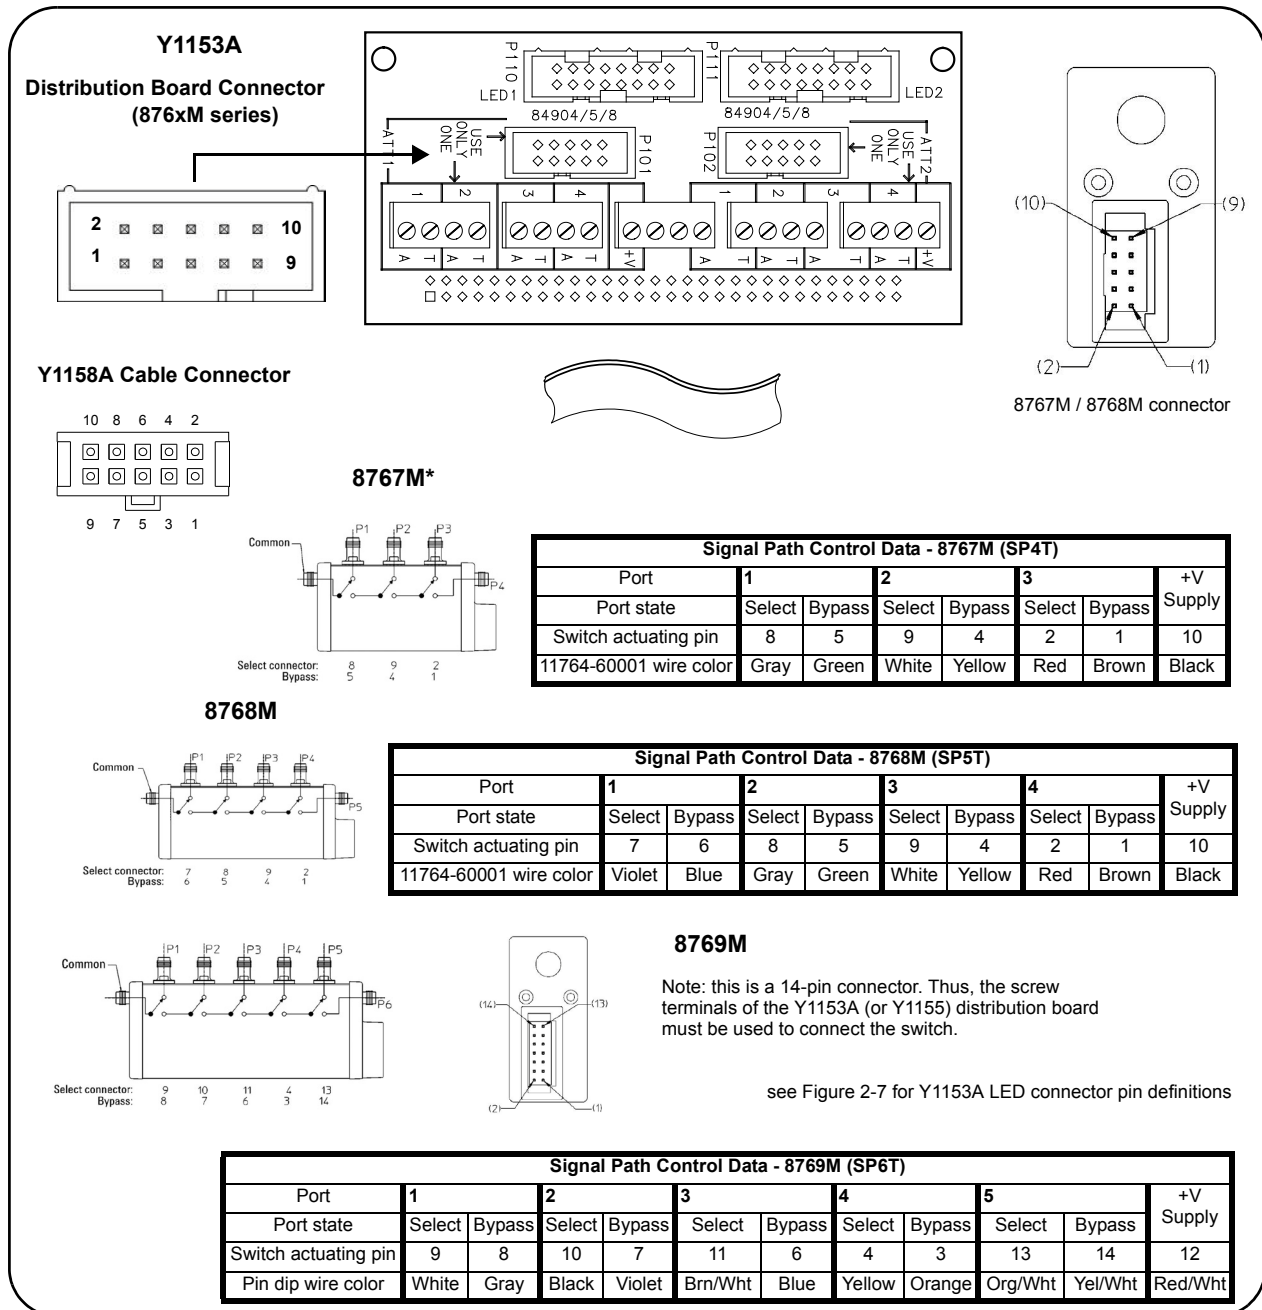 Y1153A
Distribution Board Connector
(876xM series)
2 10
1 9
P110
P111
LED1
LED2
84904/5/8 84904/5/8
ATT1
USE ONLY ONE
P101
P102
USE ONLY ONE
ATT2
1 2 3 4 1 2 3 4
A T A T +V A T A T A T +V
(10) (9)
(2) (1)
8767M / 8768M connector
Y1158A Cable Connector
10 8 6 4 2
9 7 5 3 1
8767M*
Common
P1 P2 P3
P4
Select connector: 8 9 2
Bypass: 5 4 1
Signal Path Control Data - 8767M (SP4T)
Port 1 2 3 +V Supply
Port state Select Bypass Select Bypass Select Bypass
Switch actuating pin 8 5 9 4 2 1 10
11764-60001 wire color Gray Green White Yellow Red Brown Black
8768M
Common
P1 P2 P3 P4
P5
Select connector: 7 8 9 2
Bypass: 6 5 4 1
Signal Path Control Data - 8768M (SP5T)
Port 1 2 3 4 +V Supply
Port state Select Bypass Select Bypass Select Bypass Select Bypass
Switch actuating pin 7 6 8 5 9 4 2 1 10
11764-60001 wire color Violet Blue Gray Green White Yellow Red Brown Black
Common
P1 P2 P3 P4 P5
P6
Select connector: 9 10 11 4 13
Bypass: 8 7 6 3 14
(14) (13)
(2) (1)
8769M
Note: this is a 14-pin connector. Thus, the screw
terminals of the Y1153A (or Y1155) distribution board
must be used to connect the switch.
see Figure 2-7 for Y1153A LED connector pin definitions
Signal Path Control Data - 8769M (SP6T)
Port 1 2 3 4 5 +V Supply
Port state Select Bypass Select Bypass Select Bypass Select Bypass Select Bypass
Switch actuating pin 9 8 10 7 11 6 4 3 13 14 12
Pin dip wire color White Gray Black Violet Brn/Wht Blue Yellow Orange Org/Wht Yel/Wht Red/Wht